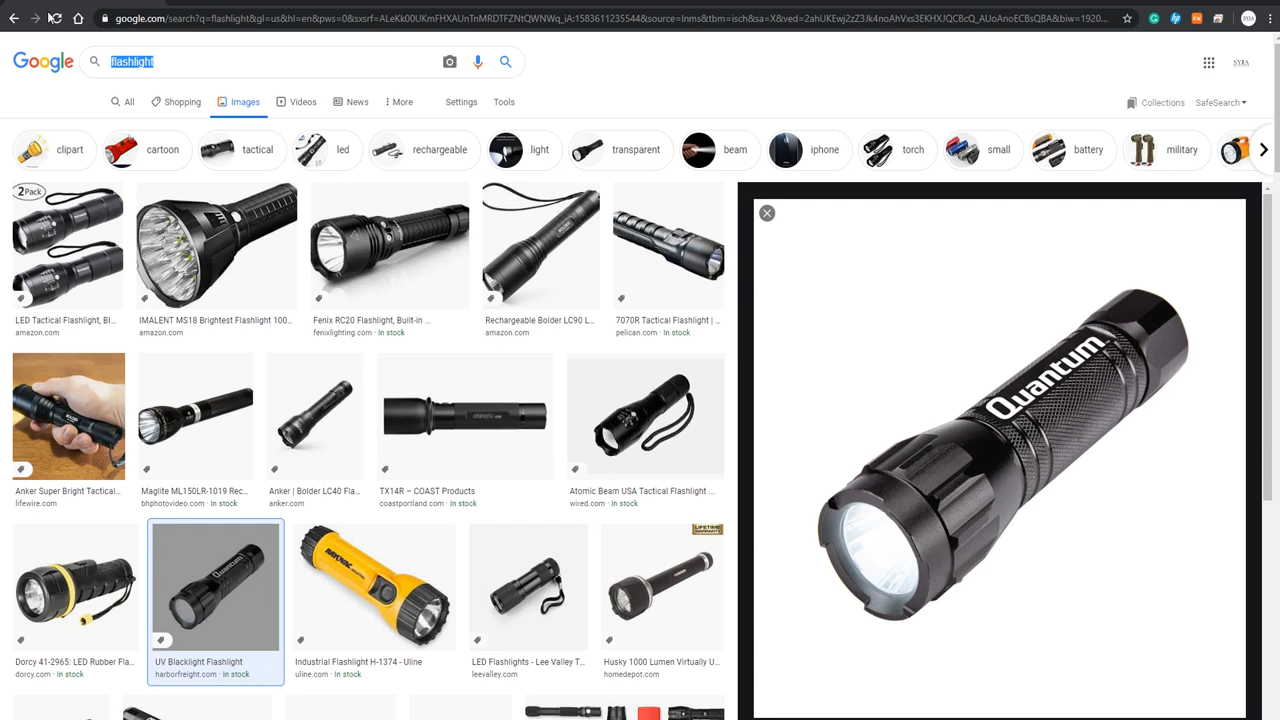 google.com/search?q=flashlight&gl=us&hl=en&pws=0&sxsrf=ALeKk00UKmFHXAUnTnMRDTFZNtQWNWq_iA:1583611235544&source=lnms&tbm=isch&sa=X&ved=2ahUKEwj2zZ3Jk4noAhVxs3EKHXJQCBcQ_AUoAnoECBsQBA&biw=1920...
SYIA
Google
flashlight
SYIA
All
Shopping
Images
Videos
News
More
Settings
Tools
Collections
SafeSearch
clipart
cartoon
tactical
led
rechargeable
light
transparent
beam
iphone
torch
small
battery
military
2 Pack
LED Tactical Flashlight, Bl...
amazon.com
IMALENT MS18 Brightest Flashlight 100...
amazon.com
Fenix RC20 Flashlight, Built-in ...
fenixlighting.com · In stock
Rechargeable Bolder LC90 L...
amazon.com
7070R Tactical Flashlight | ...
pelican.com · In stock
Anker Super Bright Tactical...
lifewire.com
Maglite ML150LR-1019 Rec...
bhphotovideo.com · In stock
Anker | Bolder LC40 Fla...
anker.com
TX14R – COAST Products
coastportland.com · In stock
Atomic Beam USA Tactical Flashlight ...
wired.com · In stock
Quantum
Quantum
RAYOVAC
LIFETIME
Dorcy 41-2965: LED Rubber Fla...
dorcy.com · In stock
UV Blacklight Flashlight
harborfreight.com · In stock
Industrial Flashlight H-1374 - Uline
uline.com · In stock
LED Flashlights - Lee Valley T...
leevalley.com
Husky 1000 Lumen Virtually U...
homedepot.com